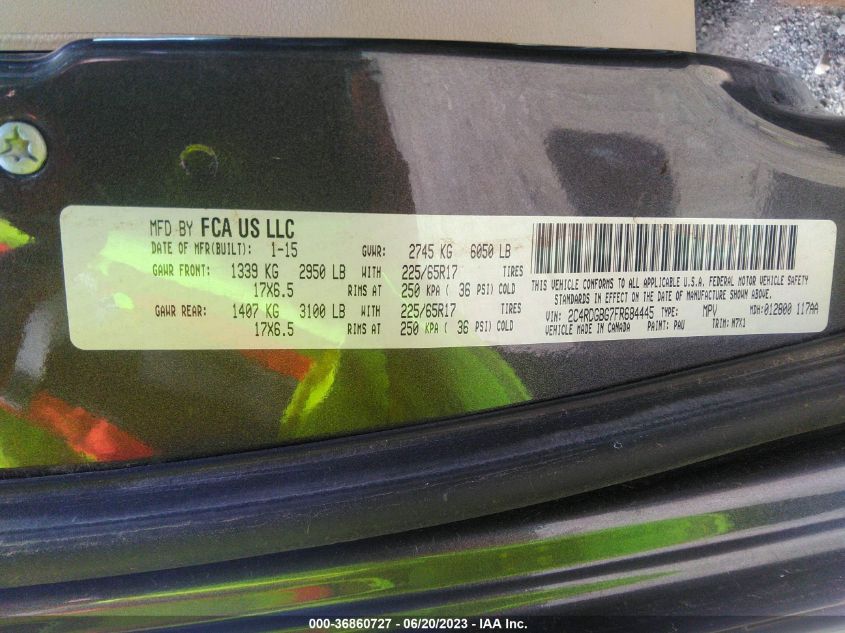 MFD BY FCA US LLC
DATE OF MFR(BUILT): 1-15 GVWR: 2745 KG 6050 LB
GAWR FRONT: 1339 KG 2950 LB WITH 225/65R17 TIRES
17X6.5 RIMS AT 250 KPA ( 36 PSI) COLD
GAWR REAR: 1407 KG 3100 LB WITH 225/65R17 TIRES
17X6.5 RIMS AT 250 KPA ( 36 PSI) COLD
THIS VEHICLE CONFORMS TO ALL APPLICABLE U.S.A. FEDERAL MOTOR VEHICLE SAFETY
STANDARDS IN EFFECT ON THE DATE OF MANUFACTURE SHOWN ABOVE.
VIN: 2C4RDGBG7FR684445 TYPE: MPV MDH:012800 117AA
MADE IN CANADA PAINT: PAU TRIM: M7X1
000-36860727 - 06/20/2023 - IAA Inc.